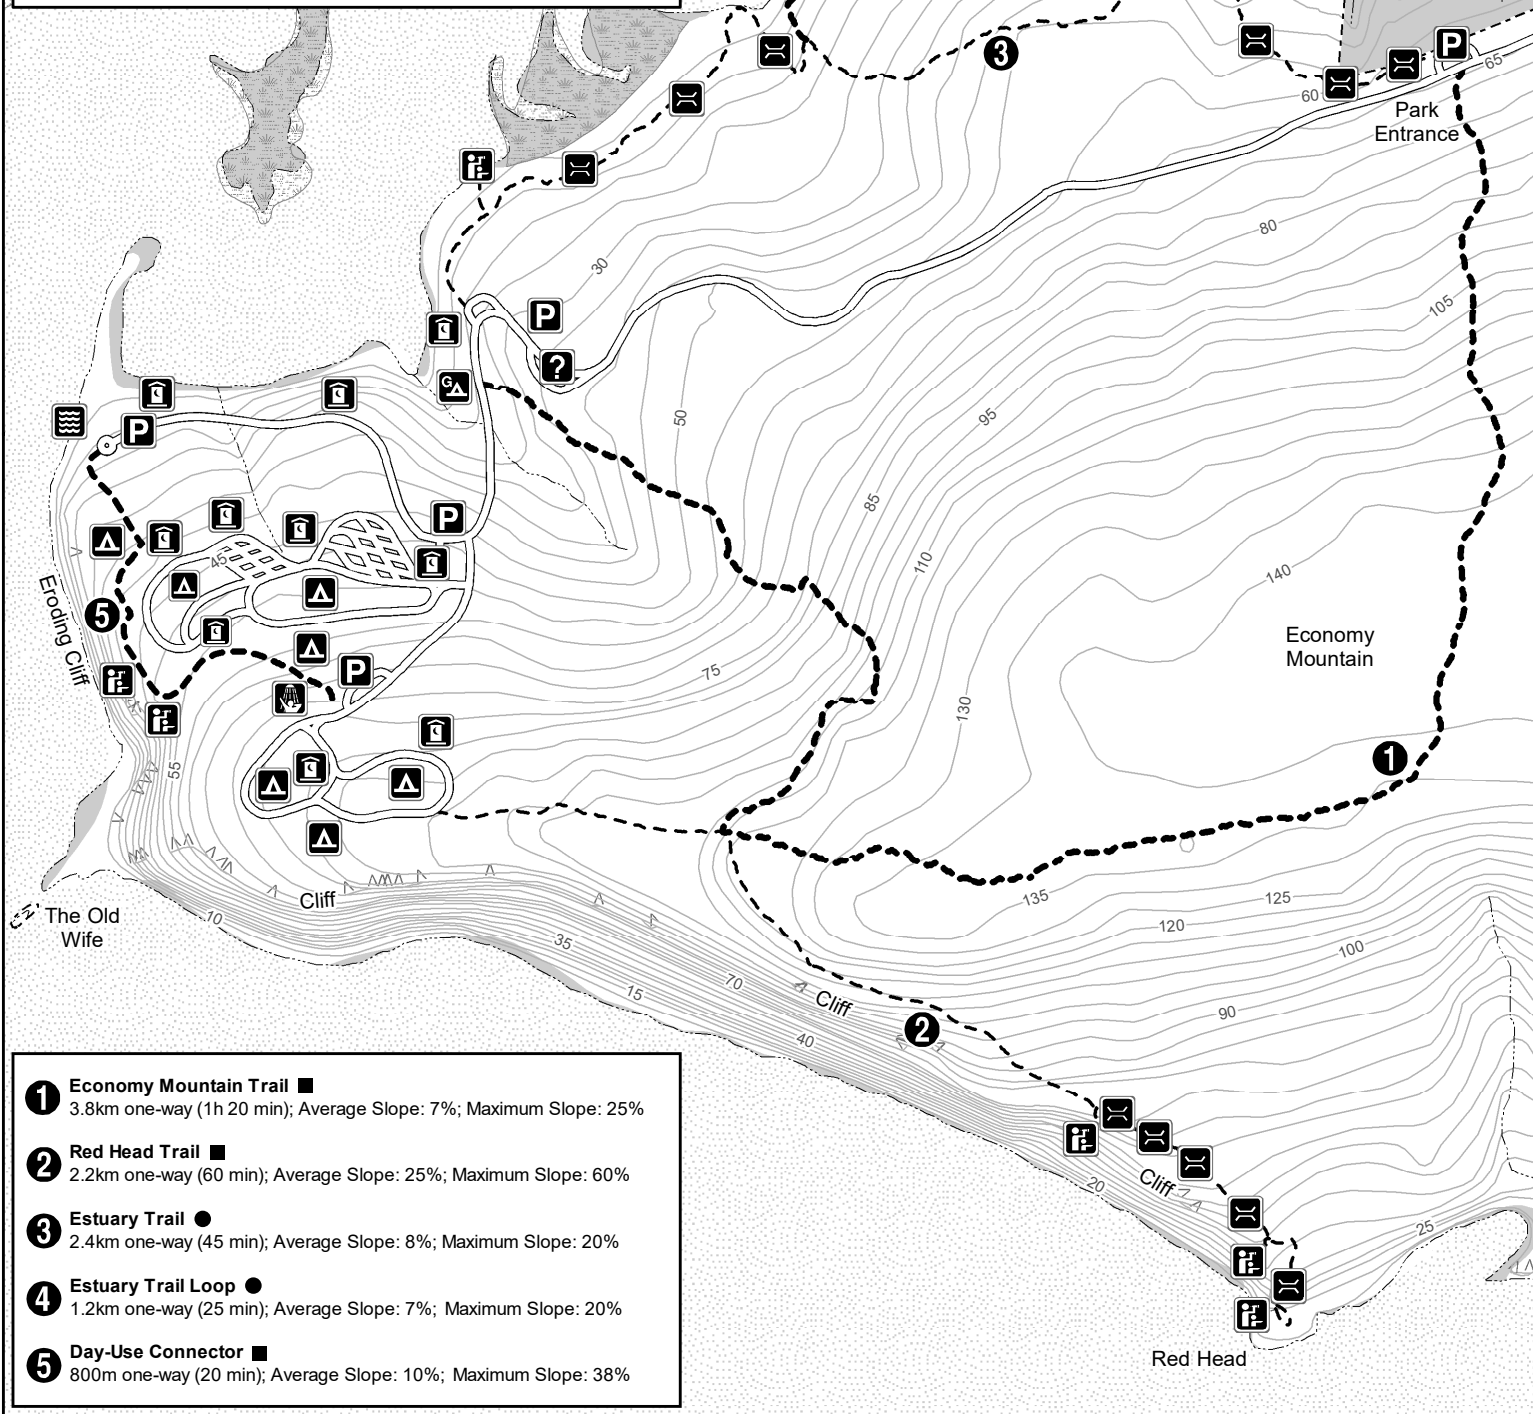 3
P
65
60
Park
Entrance
80
30
P
105
?
G
50
95
P
85
P
45
110
140
Eroding Cliff
5
Economy
Mountain
75
P
130
1
55
135
125
Cliff
10
The Old
Wife
120
35
100
70
15
Cliff
90
2
40
20
Cliff
25
Red Head
1 Economy Mountain Trail
3.8km one-way (1h 20 min); Average Slope: 7%; Maximum Slope: 25%
2 Red Head Trail
2.2km one-way (60 min); Average Slope: 25%; Maximum Slope: 60%
3 Estuary Trail
2.4km one-way (45 min); Average Slope: 8%; Maximum Slope: 20%
4 Estuary Trail Loop
1.2km one-way (25 min); Average Slope: 7%; Maximum Slope: 20%
5 Day-Use Connector
800m one-way (20 min); Average Slope: 10%; Maximum Slope: 38%